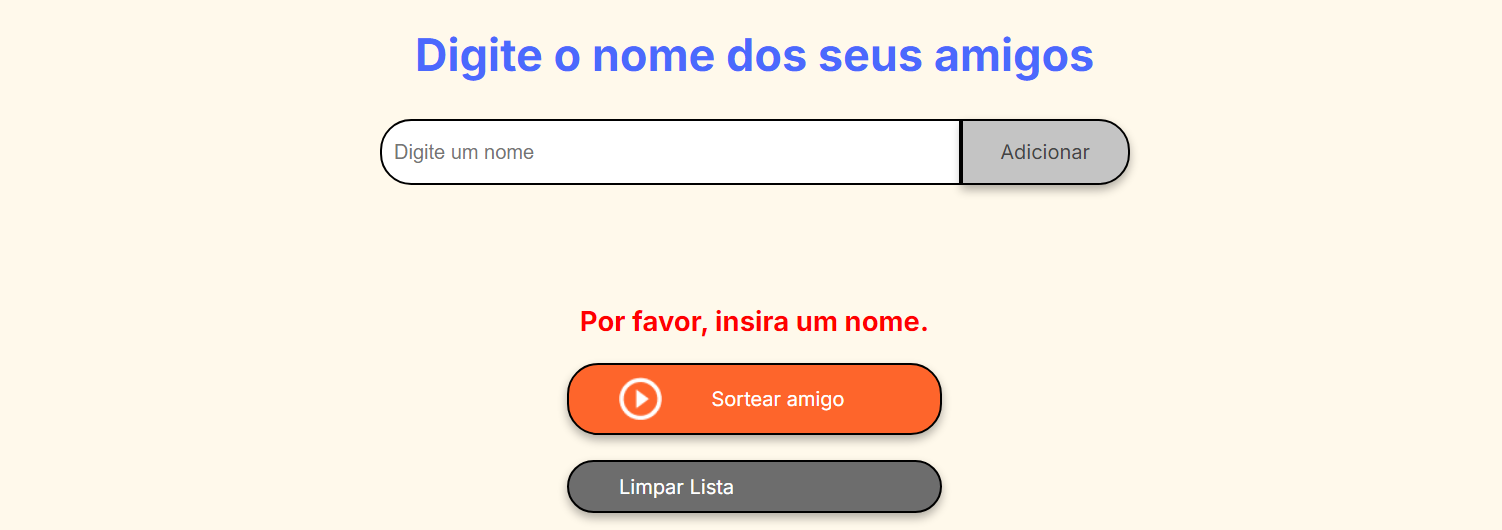 Digite o nome dos seus amigos
Digite um nome
Adicionar
Por favor, insira um nome.
Sortear amigo
Limpar Lista